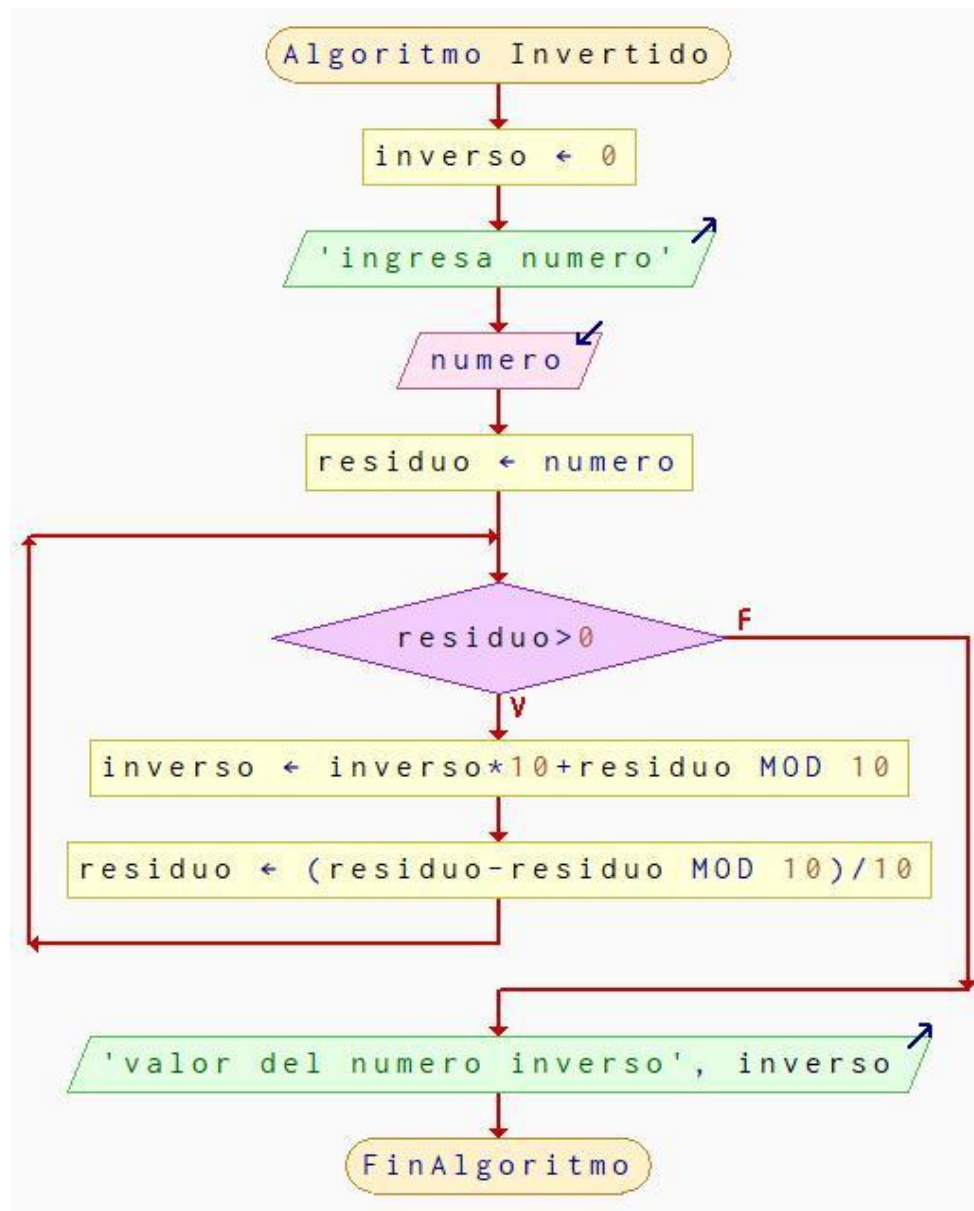 Algoritmo Invertido
inverso ← 0
'ingresa numero'
numero
residuo ← numero
residuo>0
F
V
inverso ← inverso*10+residuo MOD 10
residuo ← (residuo-residuo MOD 10)/10
'valor del numero inverso', inverso
FinAlgoritmo